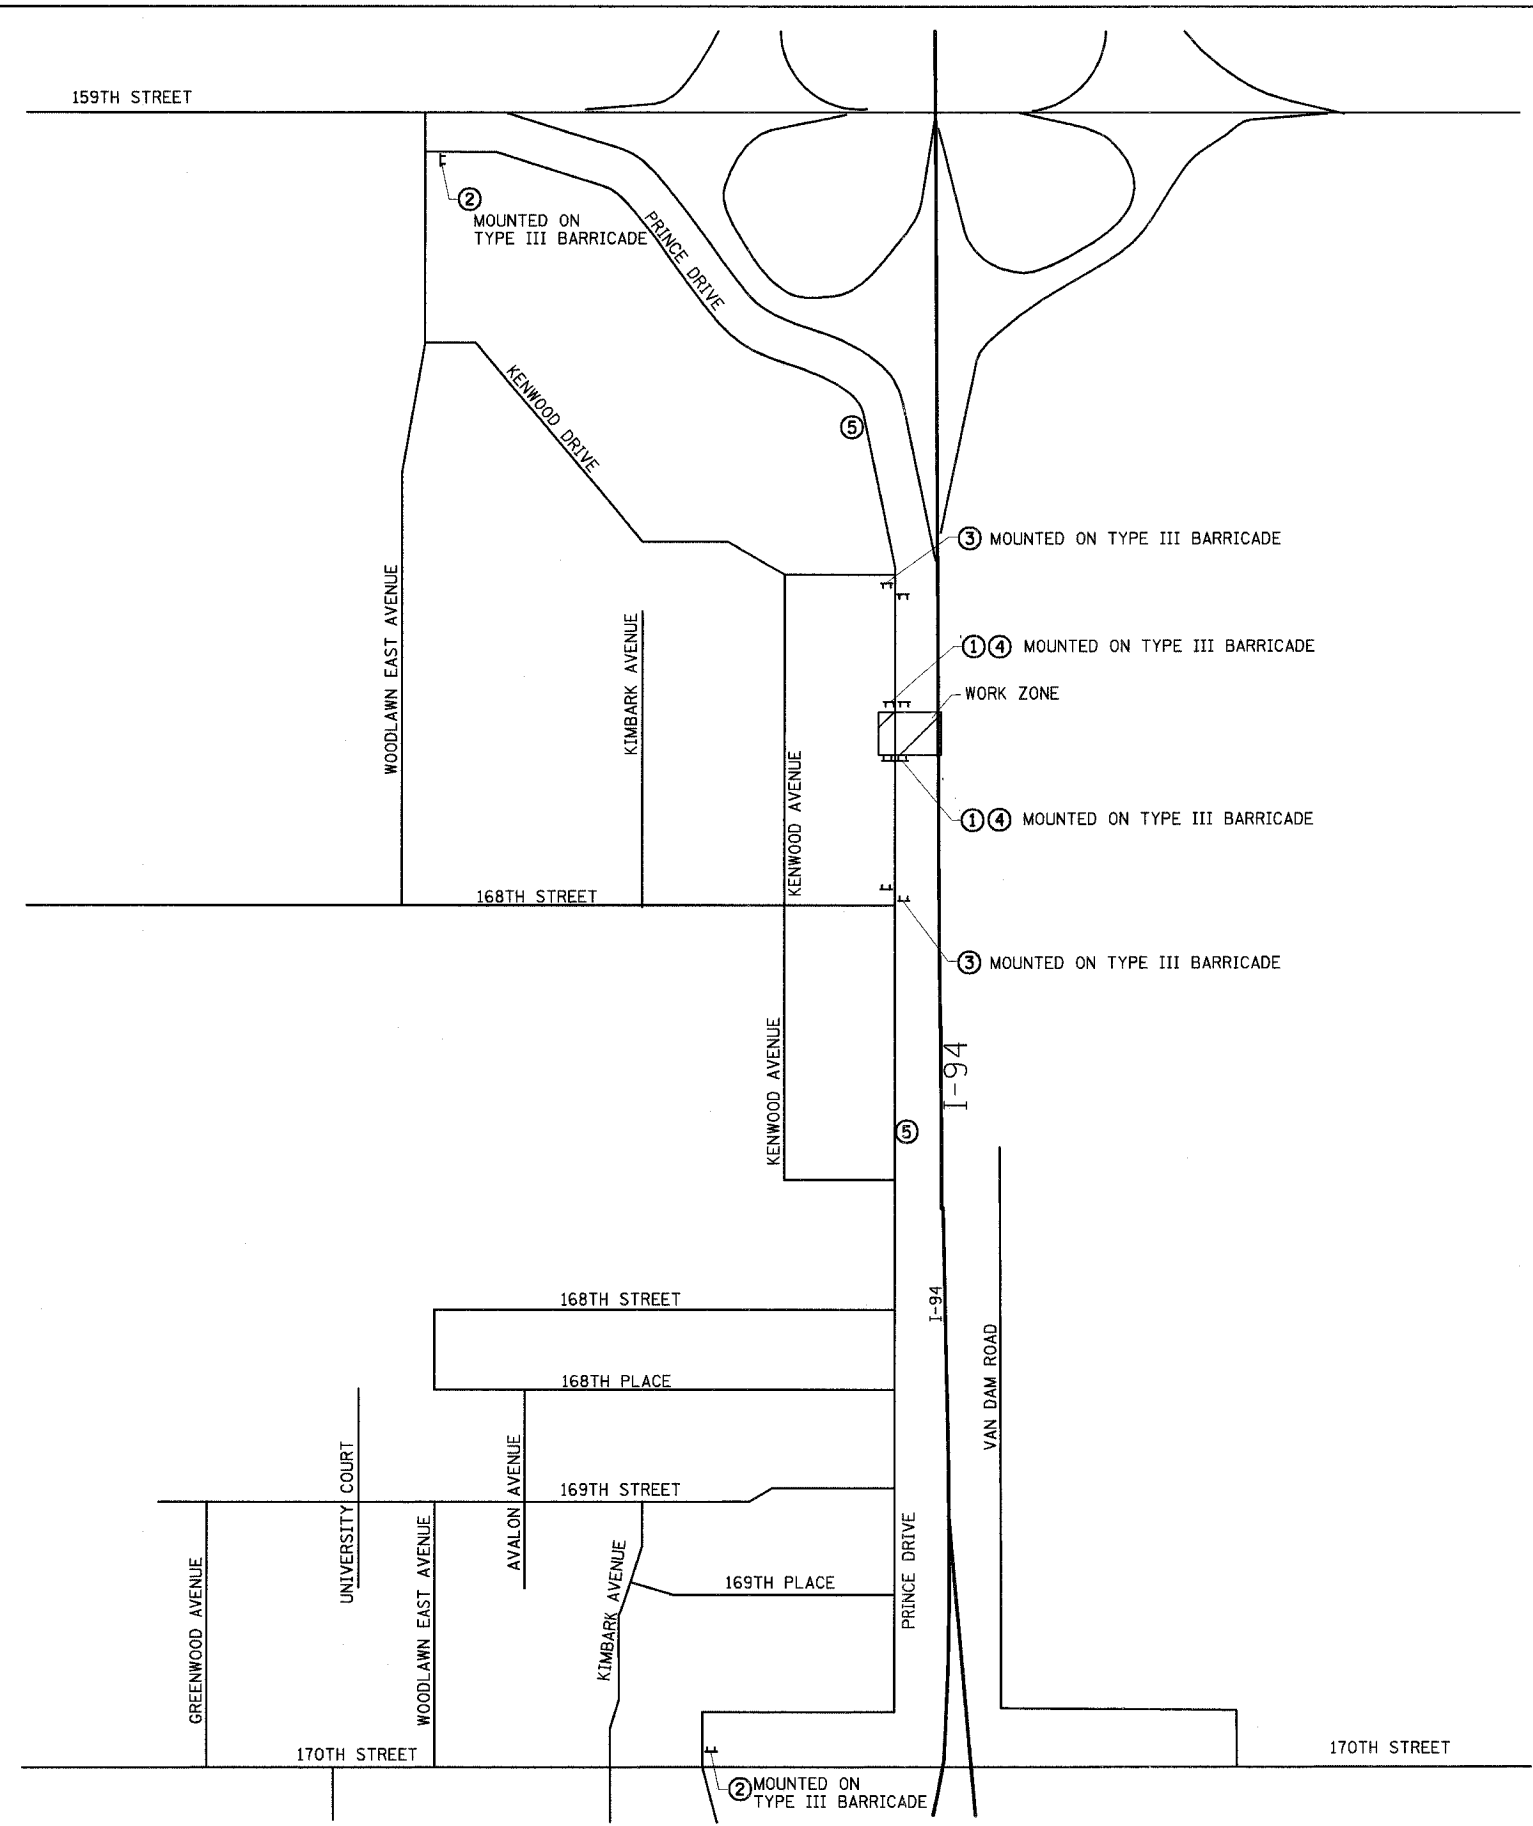 159TH STREET
2
MOUNTED ON
TYPE III BARRICADE
PRINCE DRIVE
KENWOOD DRIVE
5
3 MOUNTED ON TYPE III BARRICADE
WOODLAWN EAST AVENUE
KIMBARK AVENUE
1 4 MOUNTED ON TYPE III BARRICADE
WORK ZONE
KENWOOD AVENUE
1 4 MOUNTED ON TYPE III BARRICADE
168TH STREET
3 MOUNTED ON TYPE III BARRICADE
KENWOOD AVENUE
I-94
5
168TH STREET
I-94
VAN DAM ROAD
168TH PLACE
UNIVERSITY COURT
AVALON AVENUE
169TH STREET
PRINCE DRIVE
GREENWOOD AVENUE
WOODLAWN EAST AVENUE
KIMBARK AVENUE
169TH PLACE
170TH STREET
170TH STREET
2 MOUNTED ON
TYPE III BARRICADE